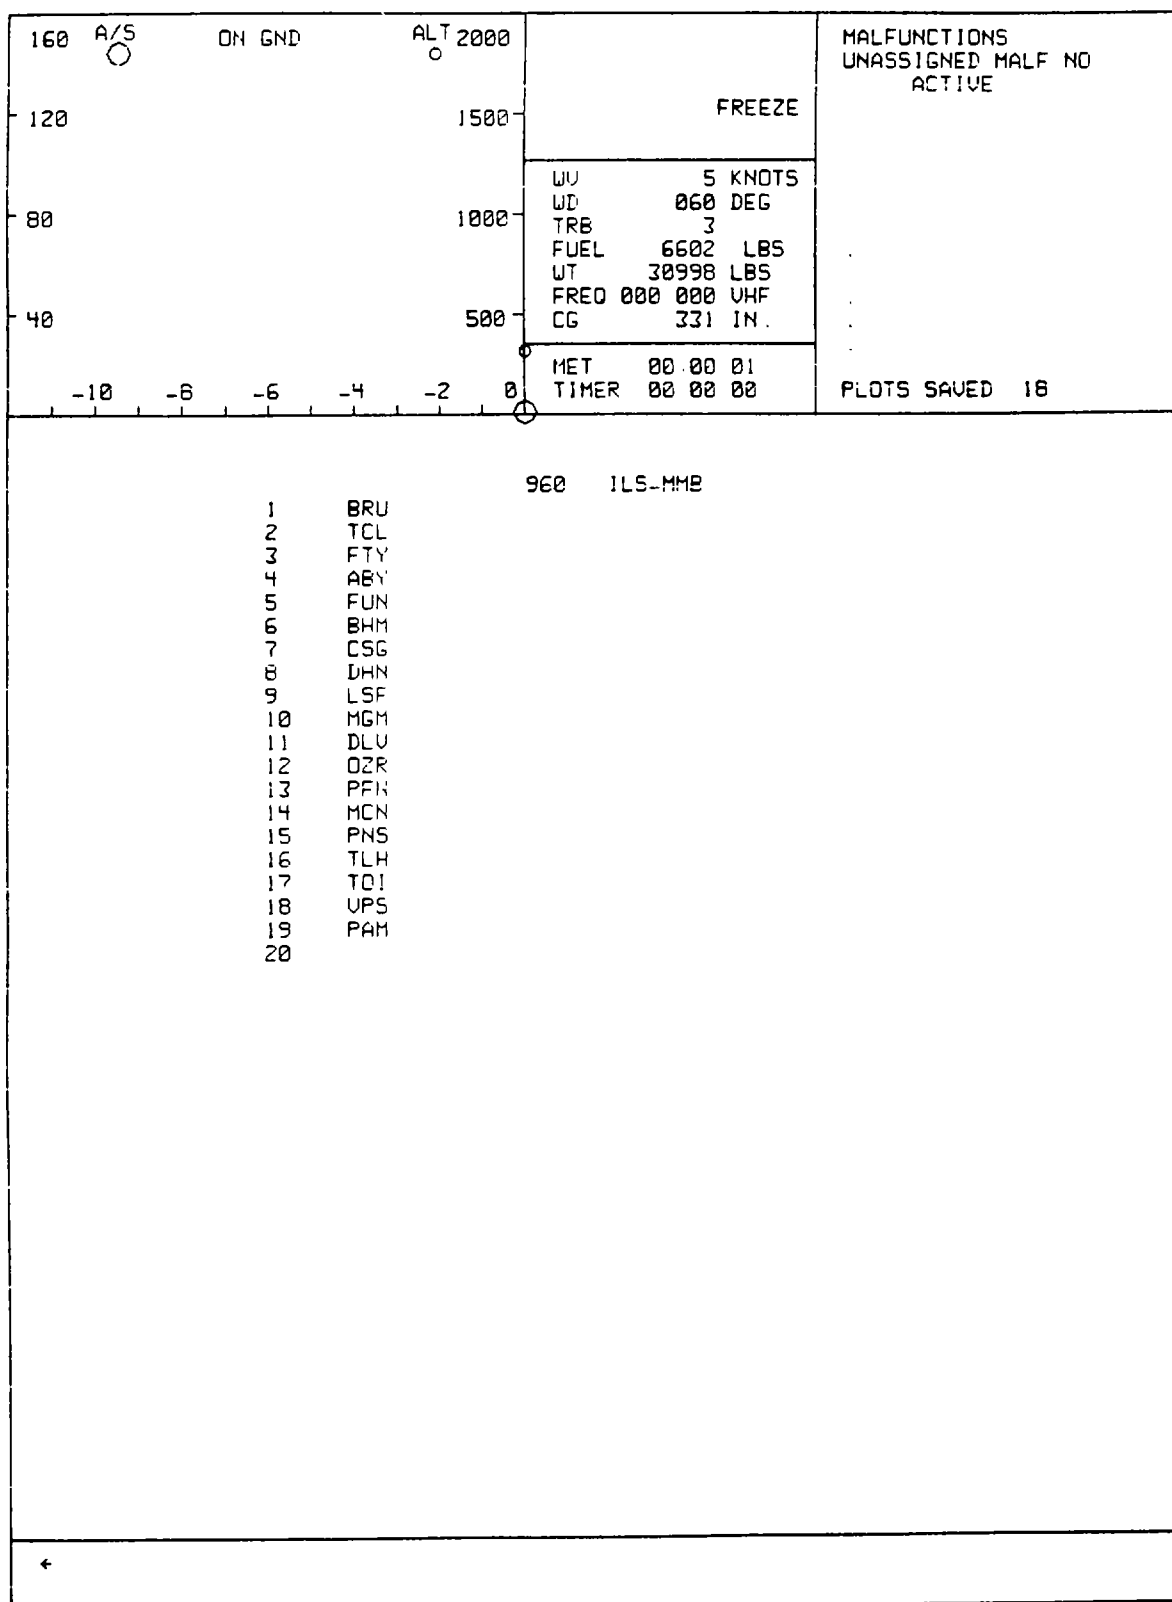 160 A/S ON GND ALT 2000
120 1500
80 1000
40 500
-10 -8 -6 -4 -2 0
FREEZE
WV 5 KNOTS
WD 060 DEG
TRB 3
FUEL 6602 LBS
WT 30998 LBS
FREQ 000 000 VHF
CG 331 IN.
MET 00:00 01
TIMER 00 00 00
MALFUNCTIONS
UNASSIGNED MALF NO
ACTIVE
PLOTS SAVED 16
960 ILS-MMB
1 BRU
2 TCL
3 FTY
4 ABY
5 FUN
6 BHM
7 CSG
8 DHN
9 LSF
10 MGM
11 DLV
12 OZR
13 PFN
14 MCN
15 PNS
16 TLH
17 TOI
18 VPS
19 PAM
20
←